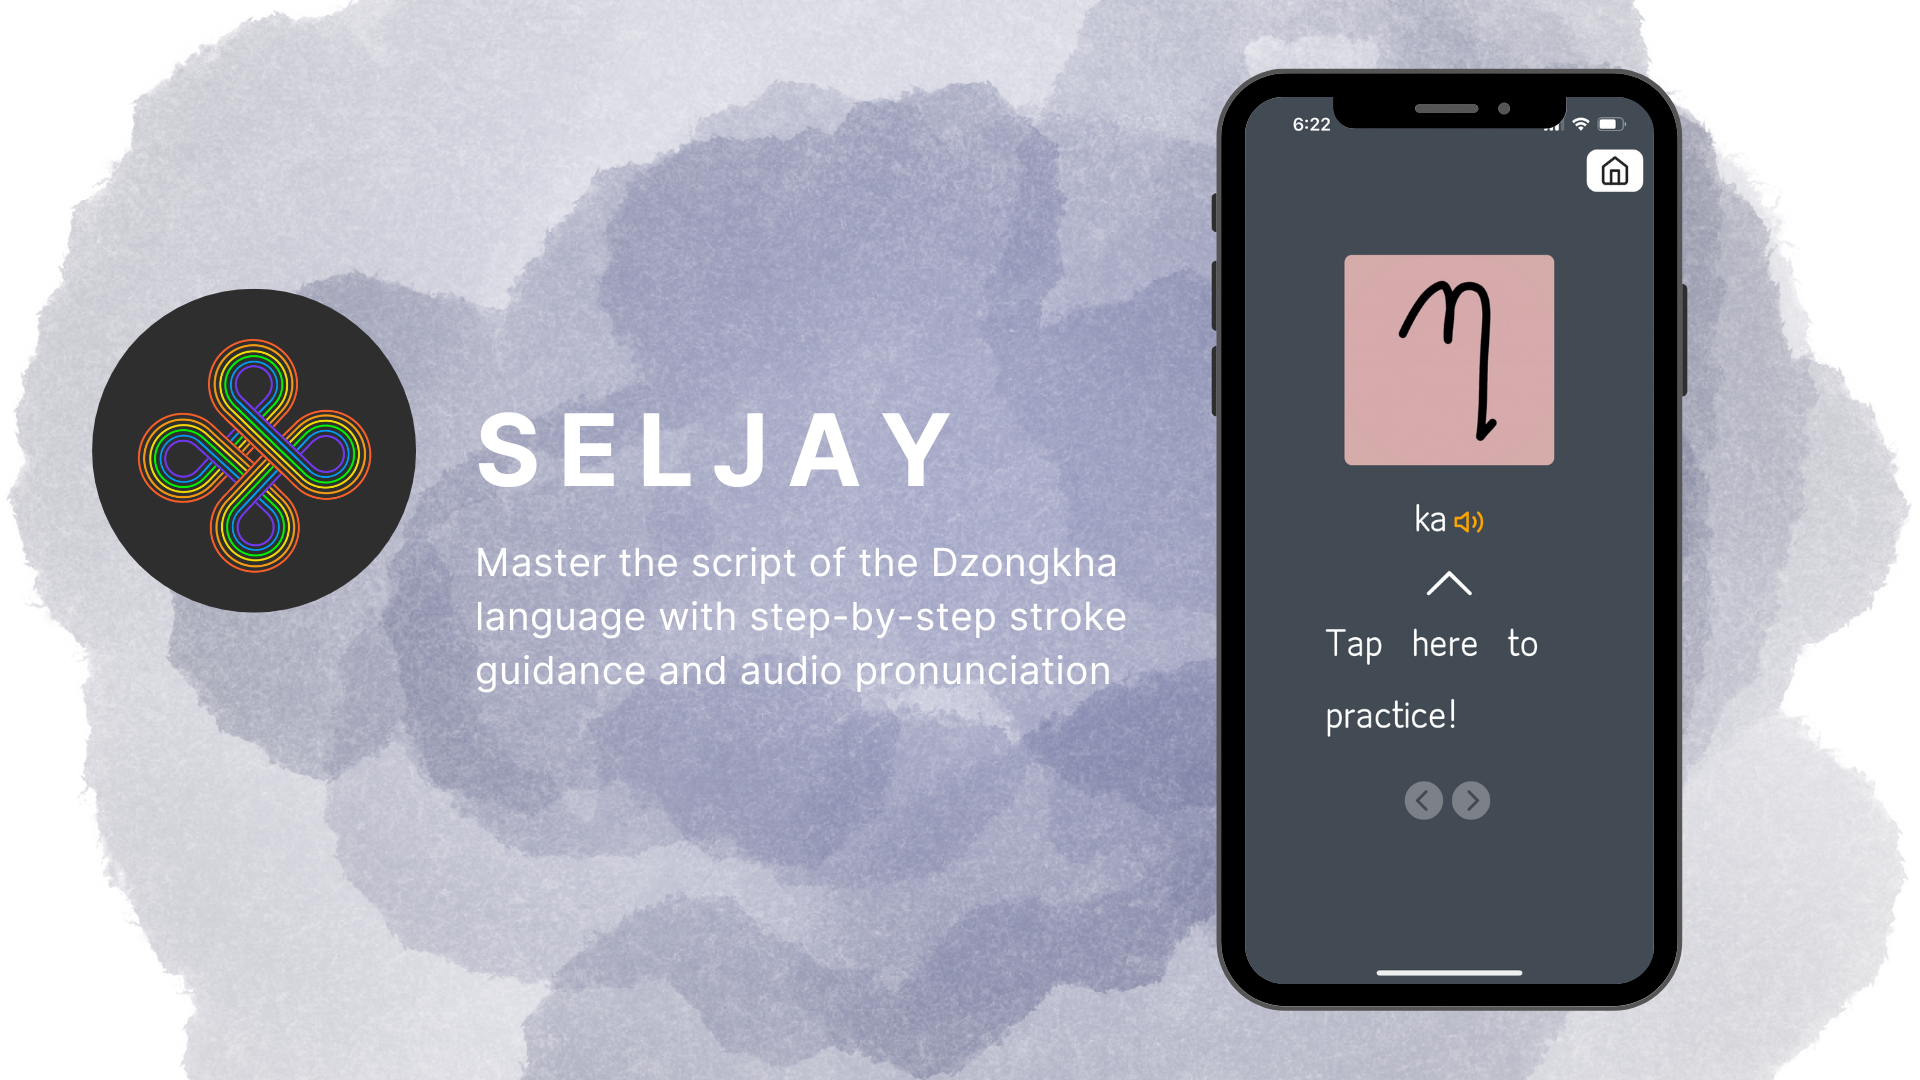 SELJAY
Master the script of the Dzongkha
language with step-by-step stroke
guidance and audio pronunciation
6:22
ཀ
ka
Tap here to
practice!